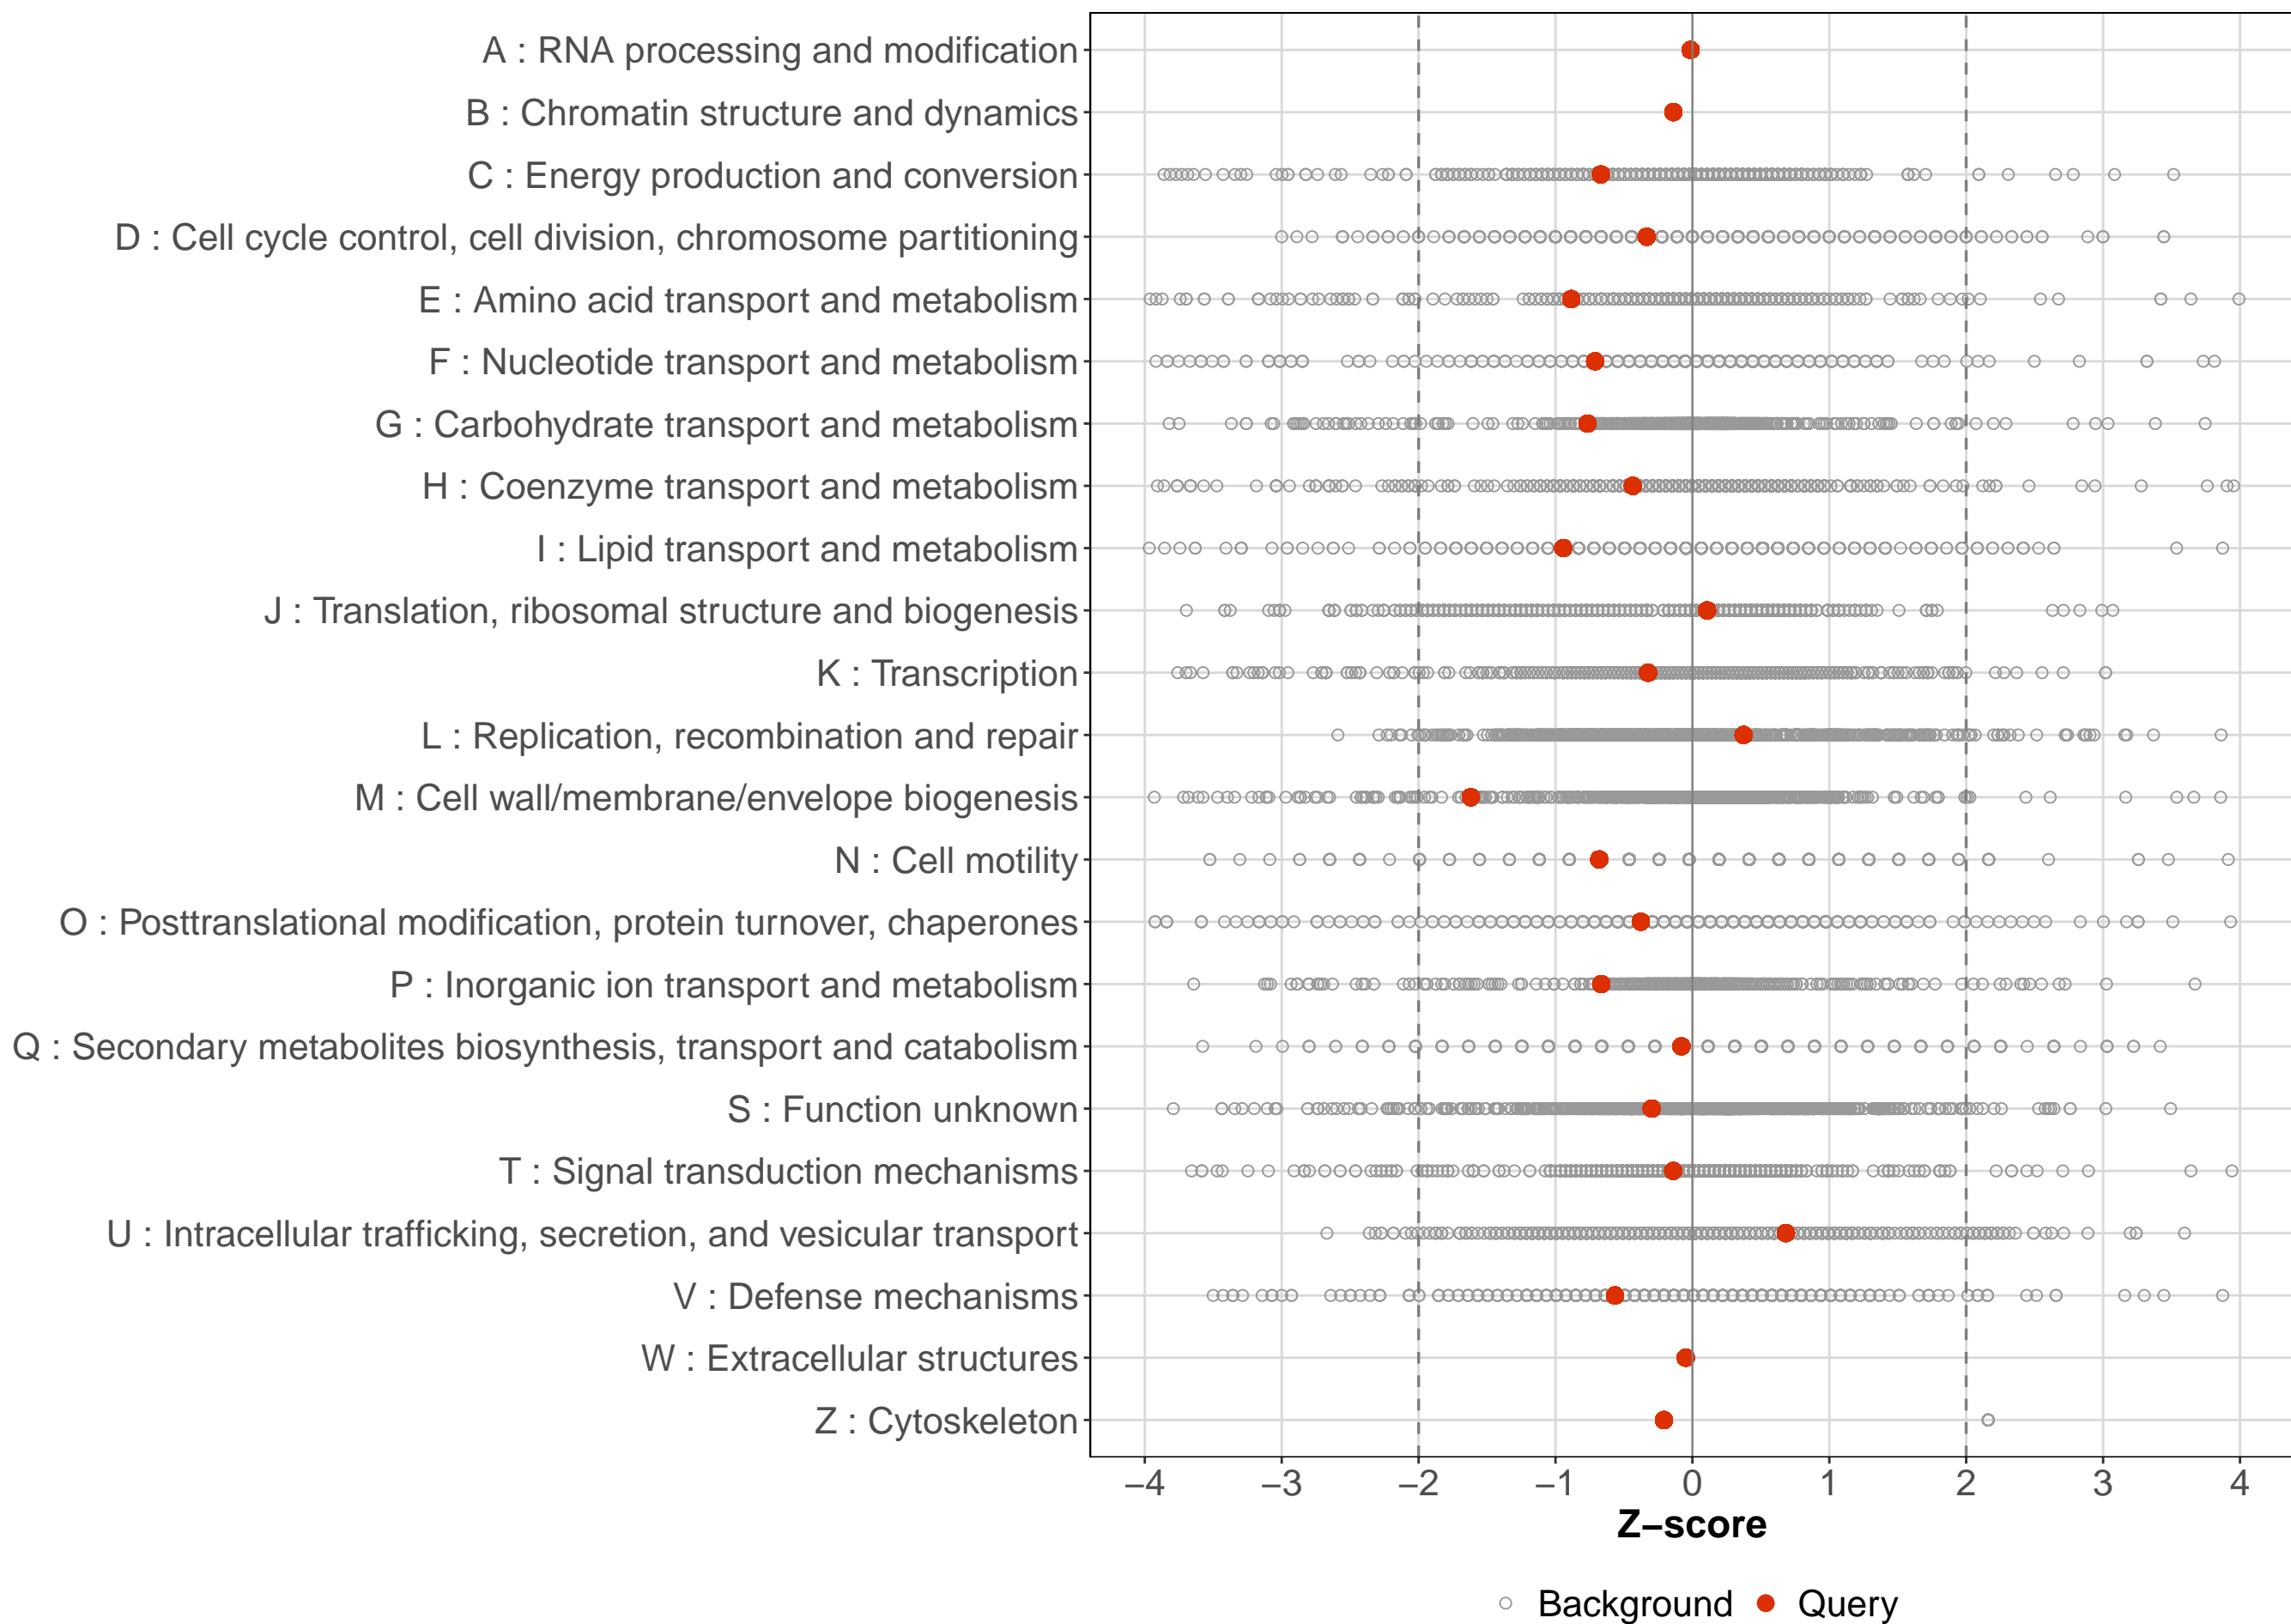 A : RNA processing and modification
B : Chromatin structure and dynamics
C : Energy production and conversion
D : Cell cycle control, cell division, chromosome partitioning
E : Amino acid transport and metabolism
F : Nucleotide transport and metabolism
G : Carbohydrate transport and metabolism
H : Coenzyme transport and metabolism
I : Lipid transport and metabolism
J : Translation, ribosomal structure and biogenesis
K : Transcription
L : Replication, recombination and repair
M : Cell wall/membrane/envelope biogenesis
N : Cell motility
O : Posttranslational modification, protein turnover, chaperones
P : Inorganic ion transport and metabolism
Q : Secondary metabolites biosynthesis, transport and catabolism
S : Function unknown
T : Signal transduction mechanisms
U : Intracellular trafficking, secretion, and vesicular transport
V : Defense mechanisms
W : Extracellular structures
Z : Cytoskeleton
−4 −3 −2 −1 0 1 2 3 4
Z−score
Background Query